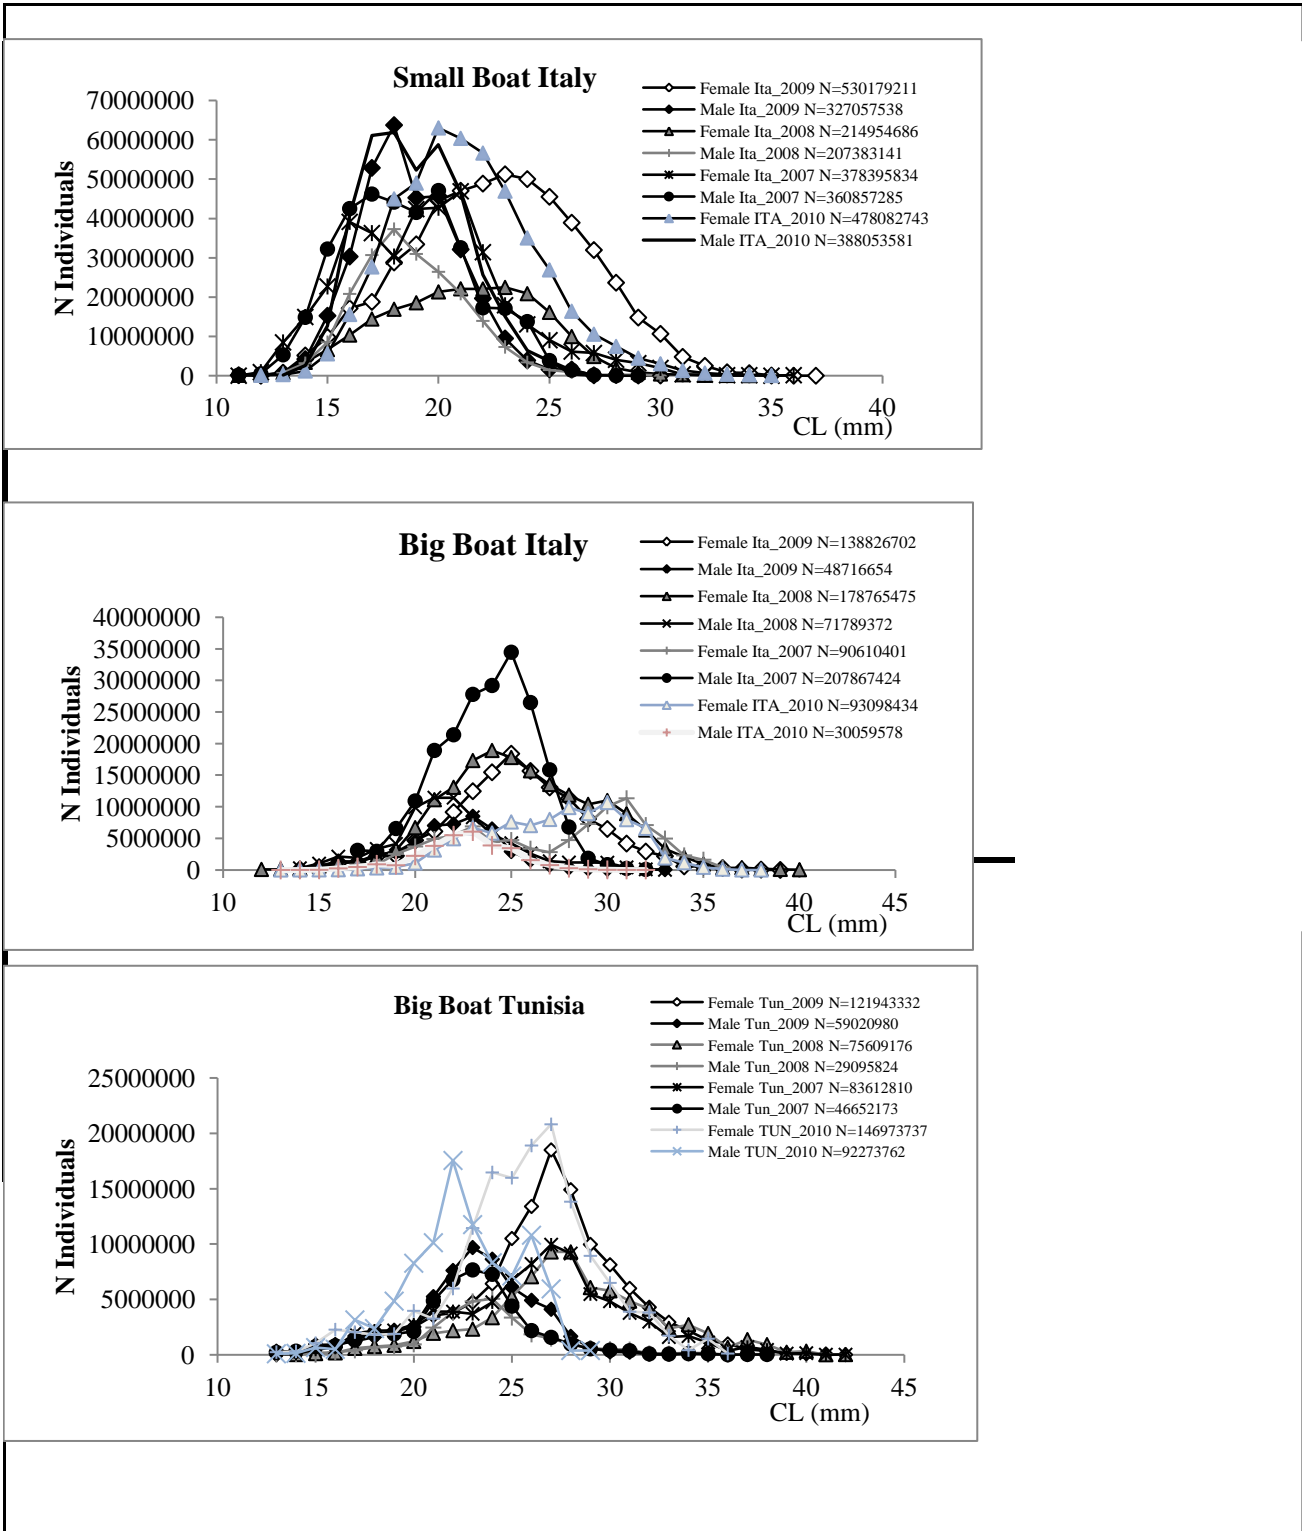 Small Boat Italy
Female Ita_2009 N=530179211
Male Ita_2009 N=327057538
Female Ita_2008 N=214954686
Male Ita_2008 N=207383141
Female Ita_2007 N=378395834
Male Ita_2007 N=360857285
Female ITA_2010 N=478082743
Male ITA_2010 N=388053581
N Individuals
70000000
60000000
50000000
40000000
30000000
20000000
10000000
0
10 15 20 25 30 35 40
CL (mm)
Big Boat Italy
Female Ita_2009 N=138826702
Male Ita_2009 N=48716654
Female Ita_2008 N=178765475
Male Ita_2008 N=71789372
Female Ita_2007 N=90610401
Male Ita_2007 N=207867424
Female ITA_2010 N=93098434
Male ITA_2010 N=30059578
N Individuals
40000000
35000000
30000000
25000000
20000000
15000000
10000000
5000000
0
10 15 20 25 30 35 40 45
CL (mm)
Big Boat Tunisia
Female Tun_2009 N=121943332
Male Tun_2009 N=59020980
Female Tun_2008 N=75609176
Male Tun_2008 N=29095824
Female Tun_2007 N=83612810
Male Tun_2007 N=46652173
Female TUN_2010 N=146973737
Male TUN_2010 N=92273762
N Individuals
25000000
20000000
15000000
10000000
5000000
0
10 15 20 25 30 35 40 45
CL (mm)